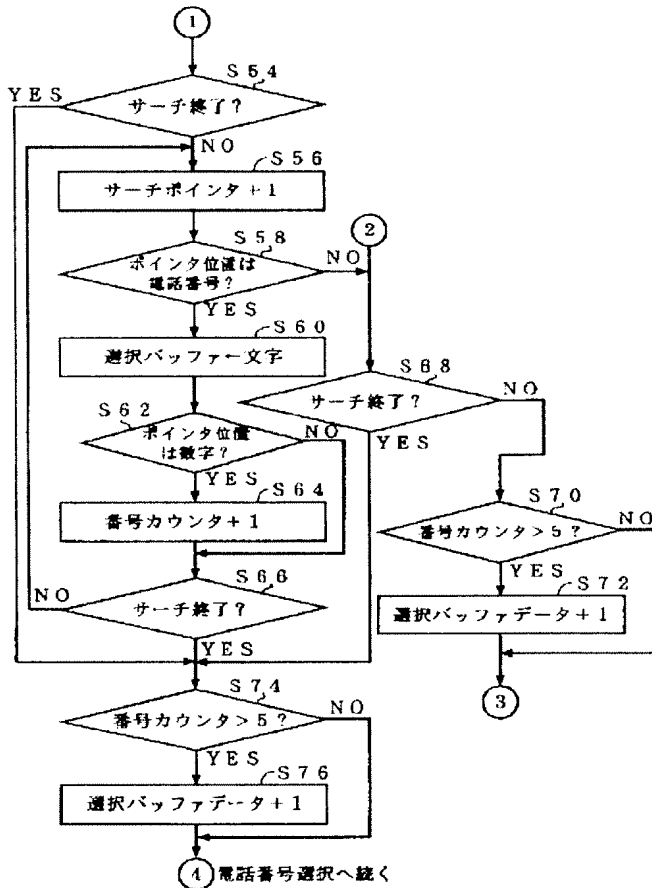 1
S54
YES
サーチ終了?
NO
S56
サーチポインタ+1
2
S58
ポインタ位置は
電話番号?
NO
YES
S60
選択バッファー文字
S68
サーチ終了?
NO
YES
S62
ポインタ位置
は数字?
NO
YES
S64
番号カウンタ+1
S70
番号カウンタ>5?
NO
YES
S66
NO
サーチ終了?
YES
S72
選択バッファデータ+1
3
S74
番号カウンタ>5?
NO
YES
S76
選択バッファデータ+1
4 電話番号選択へ続く